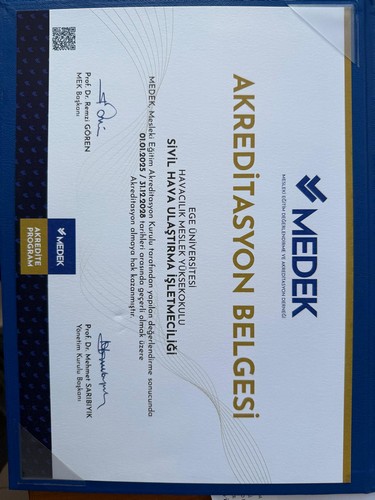 MEDEK
MESLEKİ EĞİTİM DEĞERLENDİRME VE AKREDİTASYON DERNEĞİ
AKREDİTASYON BELGESİ
EGE ÜNİVERSİTESİ
HAVACILIK MESLEK YÜKSEKOKULU
SİVİL HAVA ULAŞTIRMA İŞLETMECİLİĞİ
MEDEK, Mesleki Eğitim Akreditasyon Kurulu tarafından yapılan değerlendirme sonucunda
01.01.2025 / 31.12.2028 tarihleri arasında geçerli olmak üzere
Akreditasyon almaya hak kazanmıştır.
Prof. Dr. Remzi GÖREN
MEK Başkanı
Prof. Dr. Mehmet SARIBIYIK
Yönetim Kurulu Başkanı
MEDEK
AKREDİTE
PROGRAM